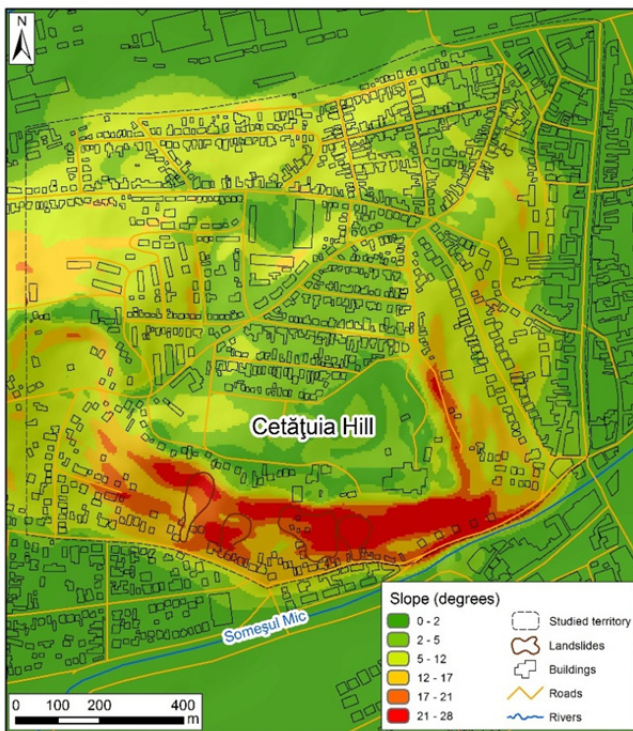 N
Cetăţuia Hill
Someşul Mic
Slope (degrees)
0 - 2
2 - 5
5 - 12
12 - 17
17 - 21
21 - 28
Studied territory
Landslides
Buildings
Roads
Rivers
0 100 200 400
m